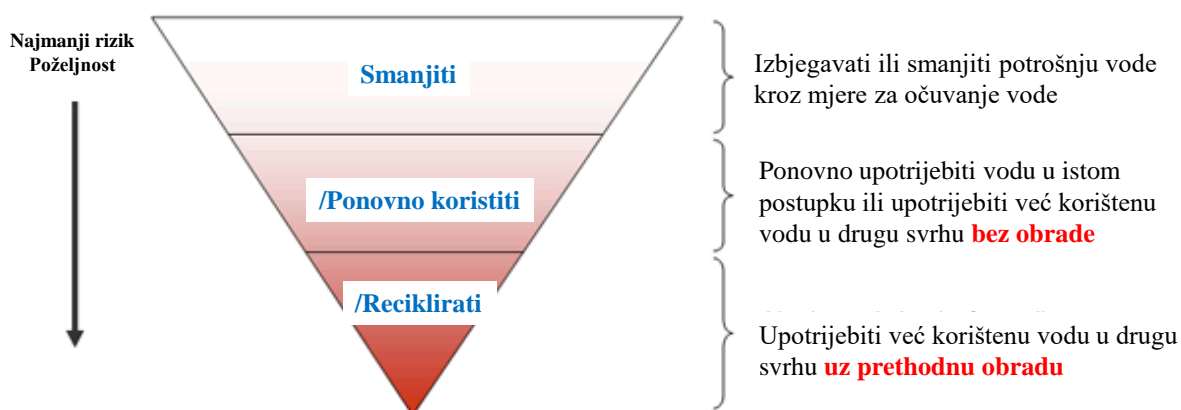 Najmanji rizik
Poželjnost
Smanjiti
/Ponovno koristiti
/Reciklirati
Izbjegavati ili smanjiti potrošnju vode
kroz mjere za očuvanje vode
Ponovno upotrijebiti vodu u istom
postupku ili upotrijebiti već korištenu
vodu u drugu svrhu bez obrade
Upotrijebiti već korištenu vodu u drugu
svrhu uz prethodnu obradu